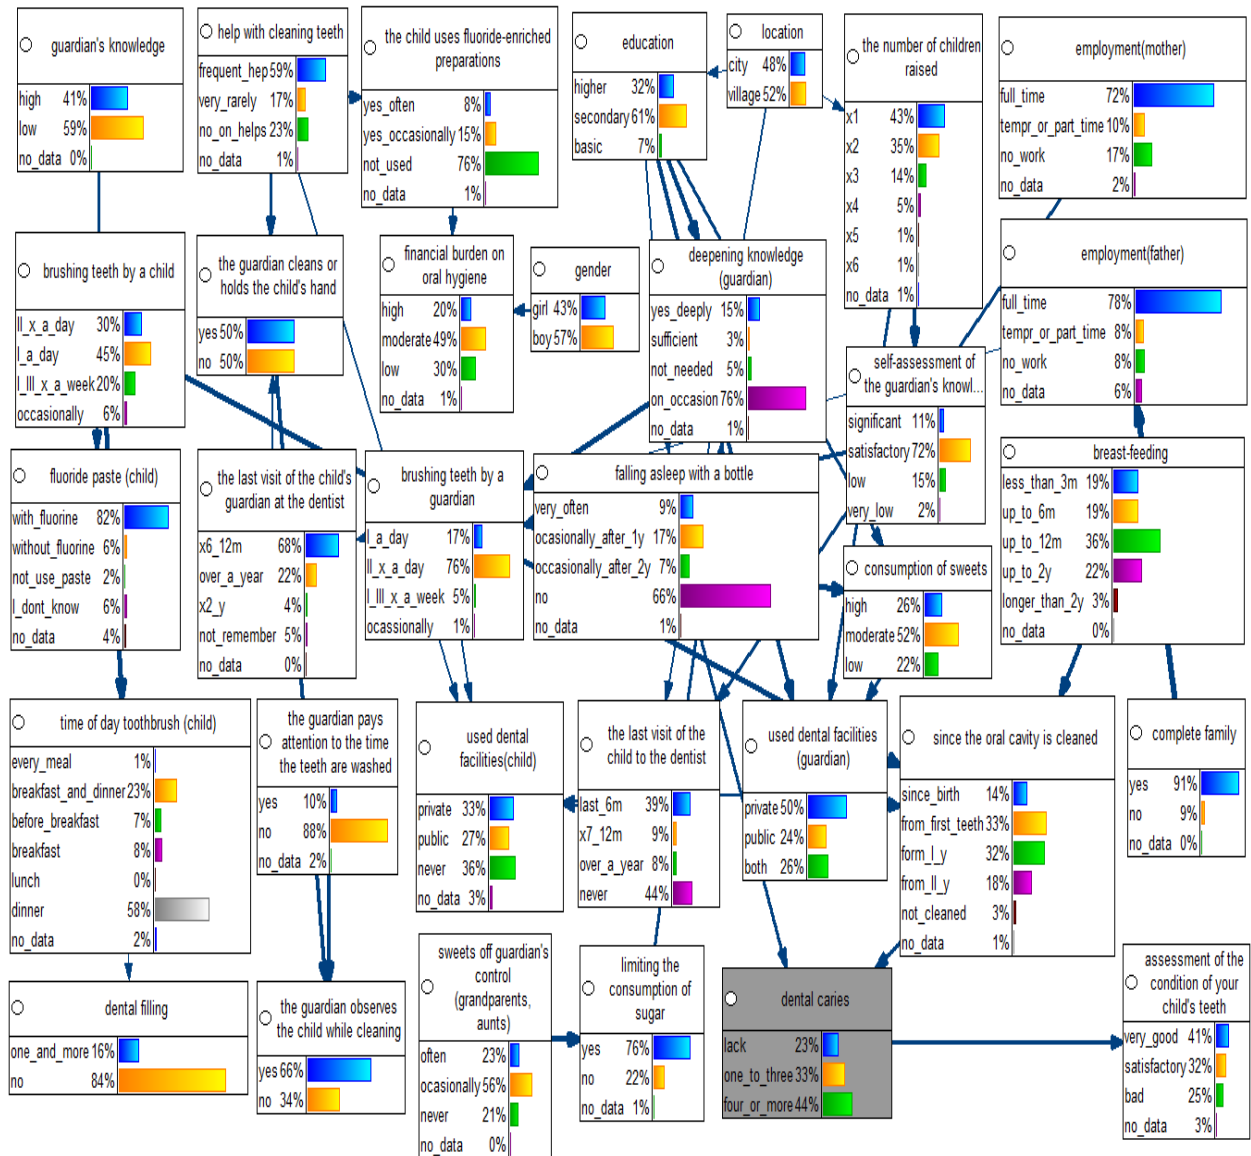 guardian's knowledge
high 41%
low 59%
no_data 0%
help with cleaning teeth
frequent_hep 59%
very_rarely 17%
no_on_helps 23%
no_data 1%
the child uses fluoride-enriched
preparations
yes_often 8%
yes_occasionally 15%
not_used 76%
no_data 1%
education
higher 32%
secondary 61%
basic 7%
location
city 48%
village 52%
the number of children
raised
x1 43%
x2 35%
x3 14%
x4 5%
x5 1%
x6 1%
no_data 1%
employment(mother)
full_time 72%
tempr_or_part_time 10%
no_work 17%
no_data 2%
brushing teeth by a child
II_x_a_day 30%
I_a_day 45%
I_III_x_a_week 20%
occasionally 6%
the guardian cleans or
holds the child's hand
yes 50%
no 50%
financial burden on
oral hygiene
high 20%
moderate 49%
low 30%
no_data 1%
gender
girl 43%
boy 57%
deepening knowledge
(guardian)
yes_deeply 15%
sufficient 3%
not_needed 5%
on_occasion 76%
no_data 1%
self-assessment of
the guardian's knowl...
significant 11%
satisfactory 72%
low 15%
very_low 2%
employment(father)
full_time 78%
tempr_or_part_time 8%
no_work 8%
no_data 6%
fluoride paste (child)
with_fluorine 82%
without_fluorine 6%
not_use_paste 2%
I_dont_know 6%
no_data 4%
the last visit of the child's
guardian at the dentist
x6_12m 68%
over_a_year 22%
x2_y 4%
not_remember 5%
no_data 0%
brushing teeth by a
guardian
I_a_day 17%
II_x_a_day 76%
I_III_x_a_week 5%
ocassionally 1%
falling asleep with a bottle
very_often 9%
ocasionally_after_1y 17%
occasionally_after_2y 7%
no 66%
no_data 1%
consumption of sweets
high 26%
moderate 52%
low 22%
breast-feeding
less_than_3m 19%
up_to_6m 19%
up_to_12m 36%
up_to_2y 22%
longer_than_2y 3%
no_data 0%
time of day toothbrush (child)
every_meal 1%
breakfast_and_dinner 23%
before_breakfast 7%
breakfast 8%
lunch 0%
dinner 58%
no_data 2%
the guardian pays
attention to the time
the teeth are washed
yes 10%
no 88%
no_data 2%
used dental
facilities(child)
private 33%
public 27%
never 36%
no_data 3%
the last visit of the
child to the dentist
last_6m 39%
x7_12m 9%
over_a_year 8%
never 44%
used dental facilities
(guardian)
private 50%
public 24%
both 26%
since the oral cavity is cleaned
since_birth 14%
from_first_teeth 33%
form_I_y 32%
from_II_y 18%
not_cleaned 3%
no_data 1%
complete family
yes 91%
no 9%
no_data 0%
dental filling
one_and_more 16%
no 84%
the guardian observes
the child while cleaning
yes 66%
no 34%
sweets off guardian's
control
(grandparents,
aunts)
often 23%
ocasionally 56%
never 21%
no_data 0%
limiting the
consumption of
sugar
yes 76%
no 22%
no_data 1%
dental caries
lack 23%
one_to_three 33%
four_or_more 44%
assessment of the
condition of your
child's teeth
very_good 41%
satisfactory 32%
bad 25%
no_data 3%